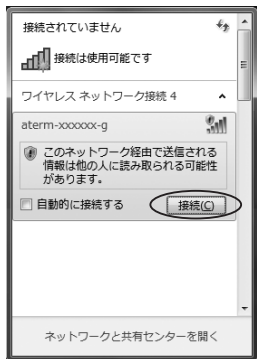 接続されていません
接続は使用可能です
ワイヤレス ネットワーク接続 4
aterm-xxxxxx-g
このネットワーク経由で送信される
情報は他の人に読み取られる可能性
があります。
自動的に接続する
接続(C)
ネットワークと共有センターを開く